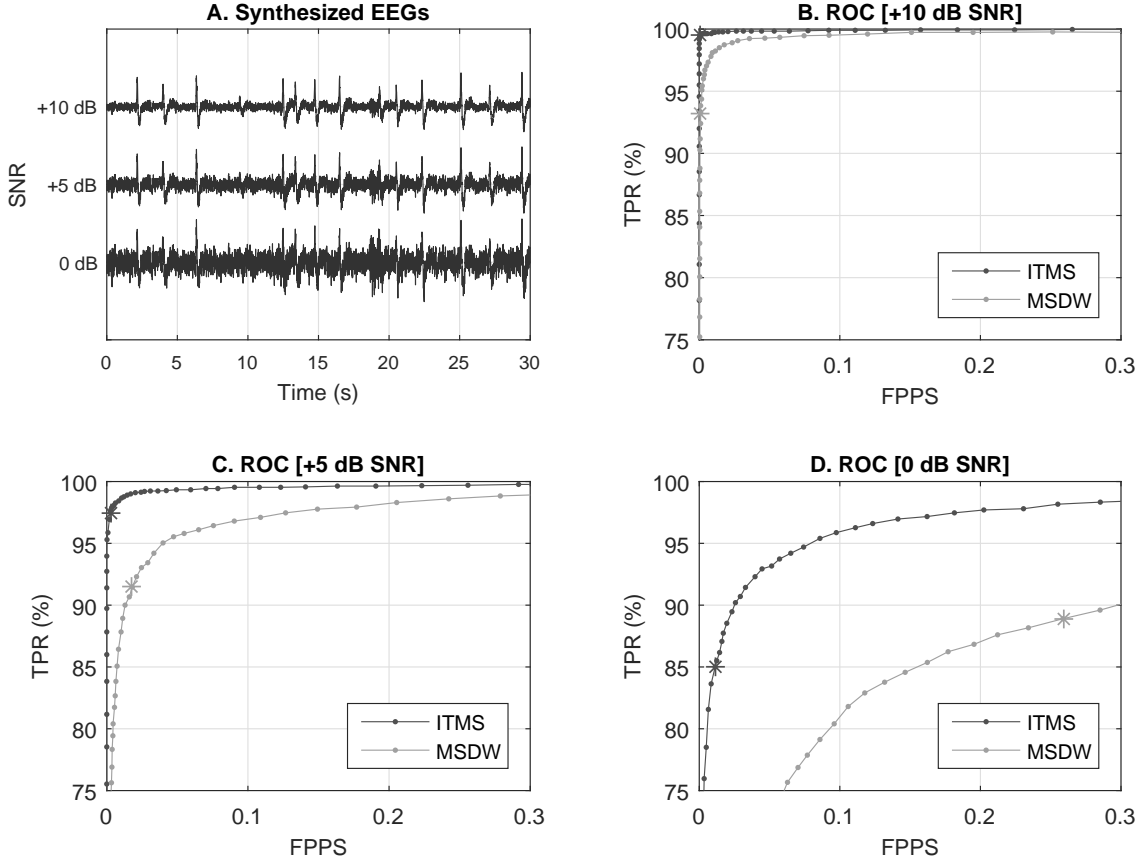 A. Synthesized EEGs
SNR
+10 dB
+5 dB
0 dB
0 5 10 15 20 25 30
Time (s)
B. ROC [+10 dB SNR]
TPR (%)
100
95
90
85
80
75
ITMS
MSDW
0 0.1 0.2 0.3
FPPS
C. ROC [+5 dB SNR]
TPR (%)
100
95
90
85
80
75
ITMS
MSDW
0 0.1 0.2 0.3
FPPS
D. ROC [0 dB SNR]
TPR (%)
100
95
90
85
80
75
ITMS
MSDW
0 0.1 0.2 0.3
FPPS